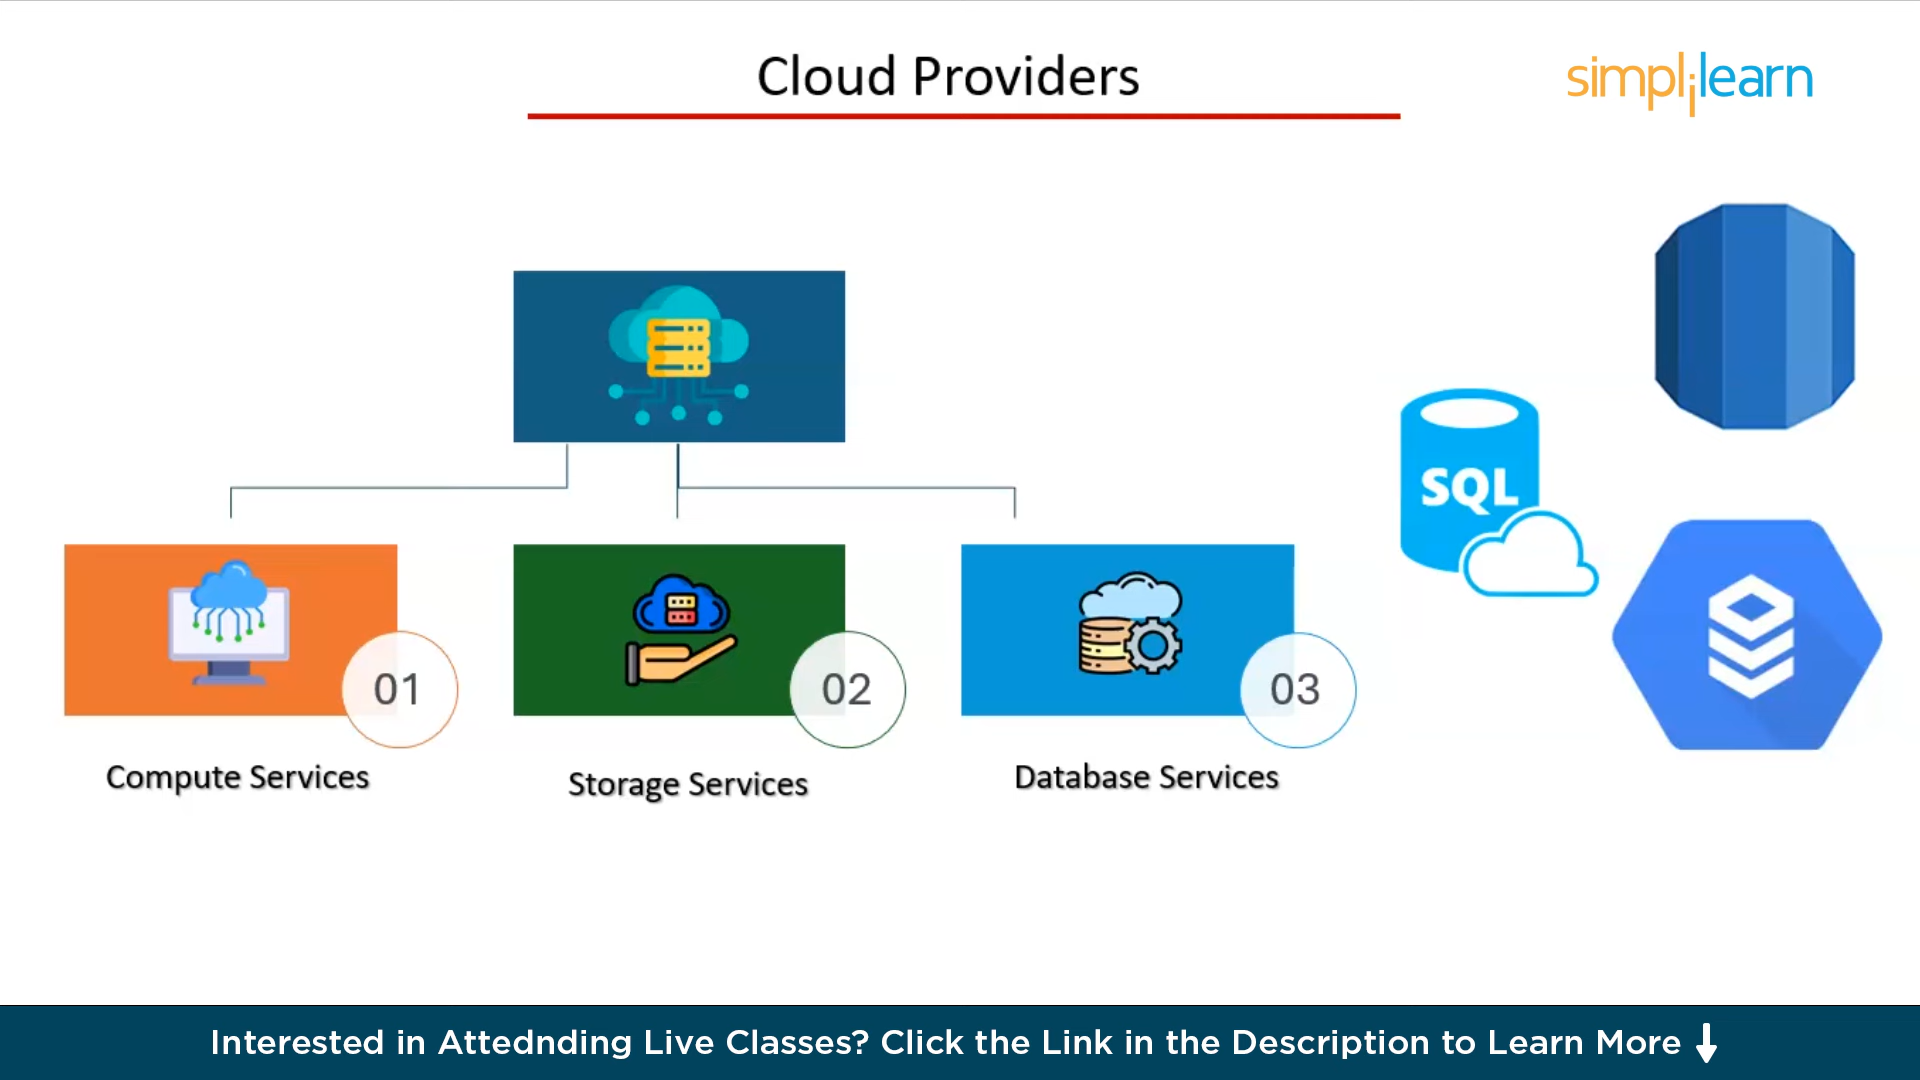 Cloud Providers
simplilearn
SQL
01
02
03
Compute Services
Storage Services
Database Services
Interested in Attednding Live Classes? Click the Link in the Description to Learn More